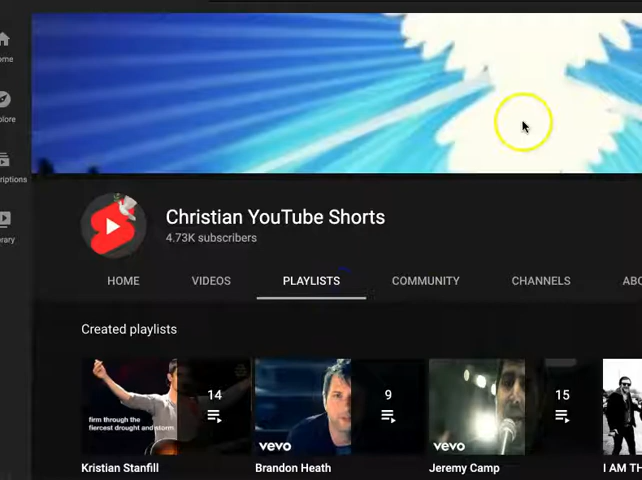 ome
plore
riptions
rary
Christian YouTube Shorts
4.73K subscribers
HOME VIDEOS PLAYLISTS COMMUNITY CHANNELS ABO
Created playlists
14
9
15
firm through the
fiercest drought and storm
vevo
vevo
Kristian Stanfill
Brandon Heath
Jeremy Camp
I AM TH